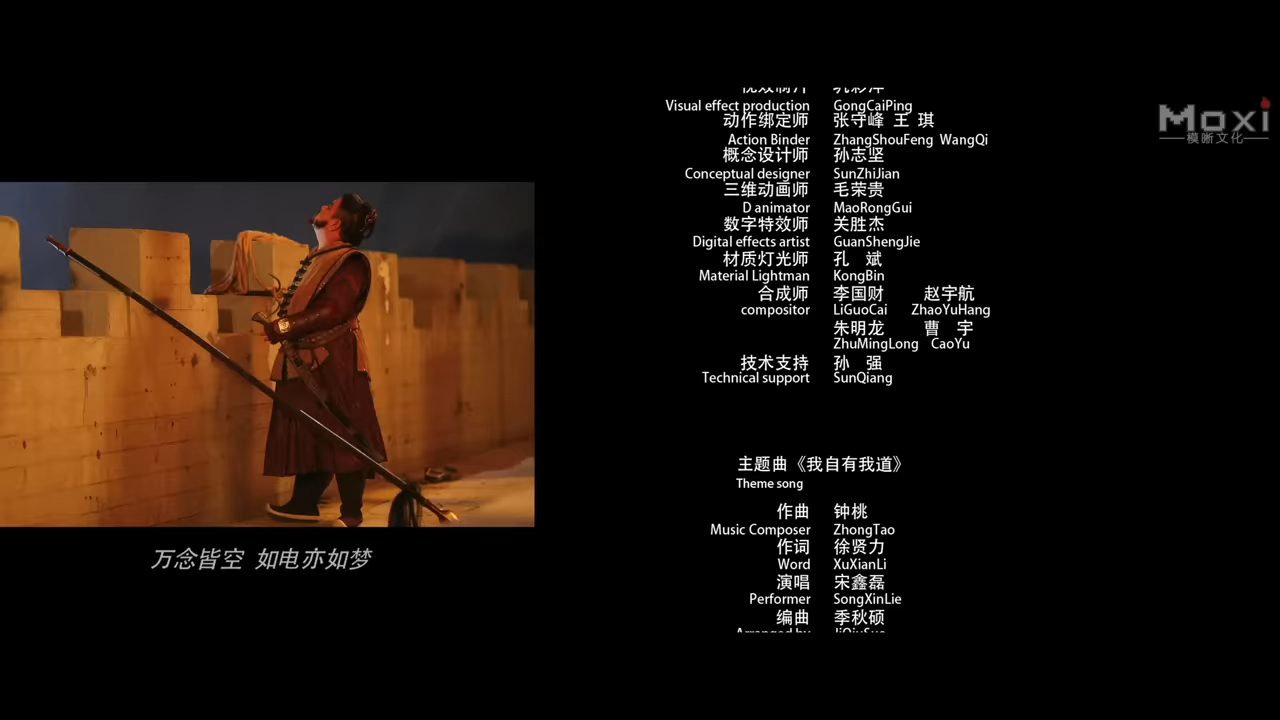 Visual effect production GongCaiPing
动作绑定师 张守峰 王 琪
Action Binder ZhangShouFeng WangQi
概念设计师 孙志坚
Conceptual designer SunZhiJian
三维动画师 毛荣贵
D animator MaoRongGui
数字特效师 关胜杰
Digital effects artist GuanShengJie
材质灯光师 孔 斌
Material Lightman KongBin
合成师 李国财 赵宇航
compositor LiGuoCai ZhaoYuHang
朱明龙 曹 宇
ZhuMingLong CaoYu
技术支持 孙 强
Technical support SunQiang
主题曲《我自有我道》
Theme song
作曲 钟桃
Music Composer ZhongTao
作词 徐贤力
Word XuXianLi
演唱 宋鑫磊
Performer SongXinLie
编曲 季秋硕
万念皆空 如电亦如梦
Moxi
模晰文化